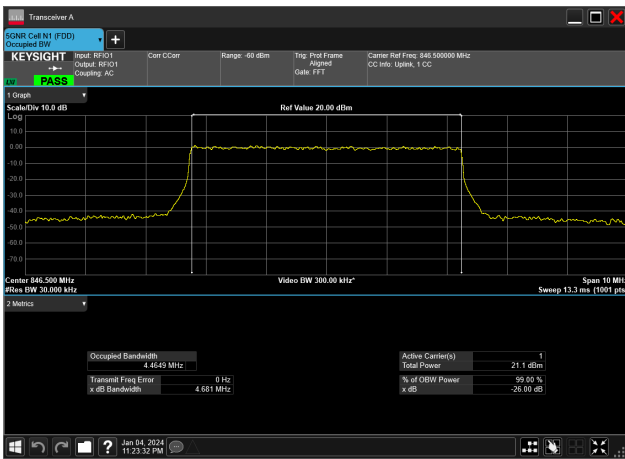 Transceiver A
5GNR Cell N1 (FDD)
Occupied BW
KEYSIGHT
PASS
Input: RFIO1
Output: RFIO1
Coupling: AC
Corr CCorr
Range: -60 dBm
Trig: Prot Frame
Aligned
Gate: FFT
Carrier Ref Freq: 846.500000 MHz
CC Info: Uplink, 1 CC
1 Graph
Scale/Div 10.0 dB
Ref Value 20.00 dBm
Log
10.0
0.00
-10.0
-20.0
-30.0
-40.0
-50.0
-60.0
-70.0
Center 846.500 MHz
Video BW 300.00 kHz*
Span 10 MHz
#Res BW 30.000 kHz
Sweep 13.3 ms (1001 pts
2 Metrics
Occupied Bandwidth
4.4649 MHz
Transmit Freq Error 0 Hz
x dB Bandwidth 4.681 MHz
Active Carrier(s) 1
Total Power 21.1 dBm
% of OBW Power 99.00 %
x dB -26.00 dB
?
Jan 04, 2024
11:23:32 PM